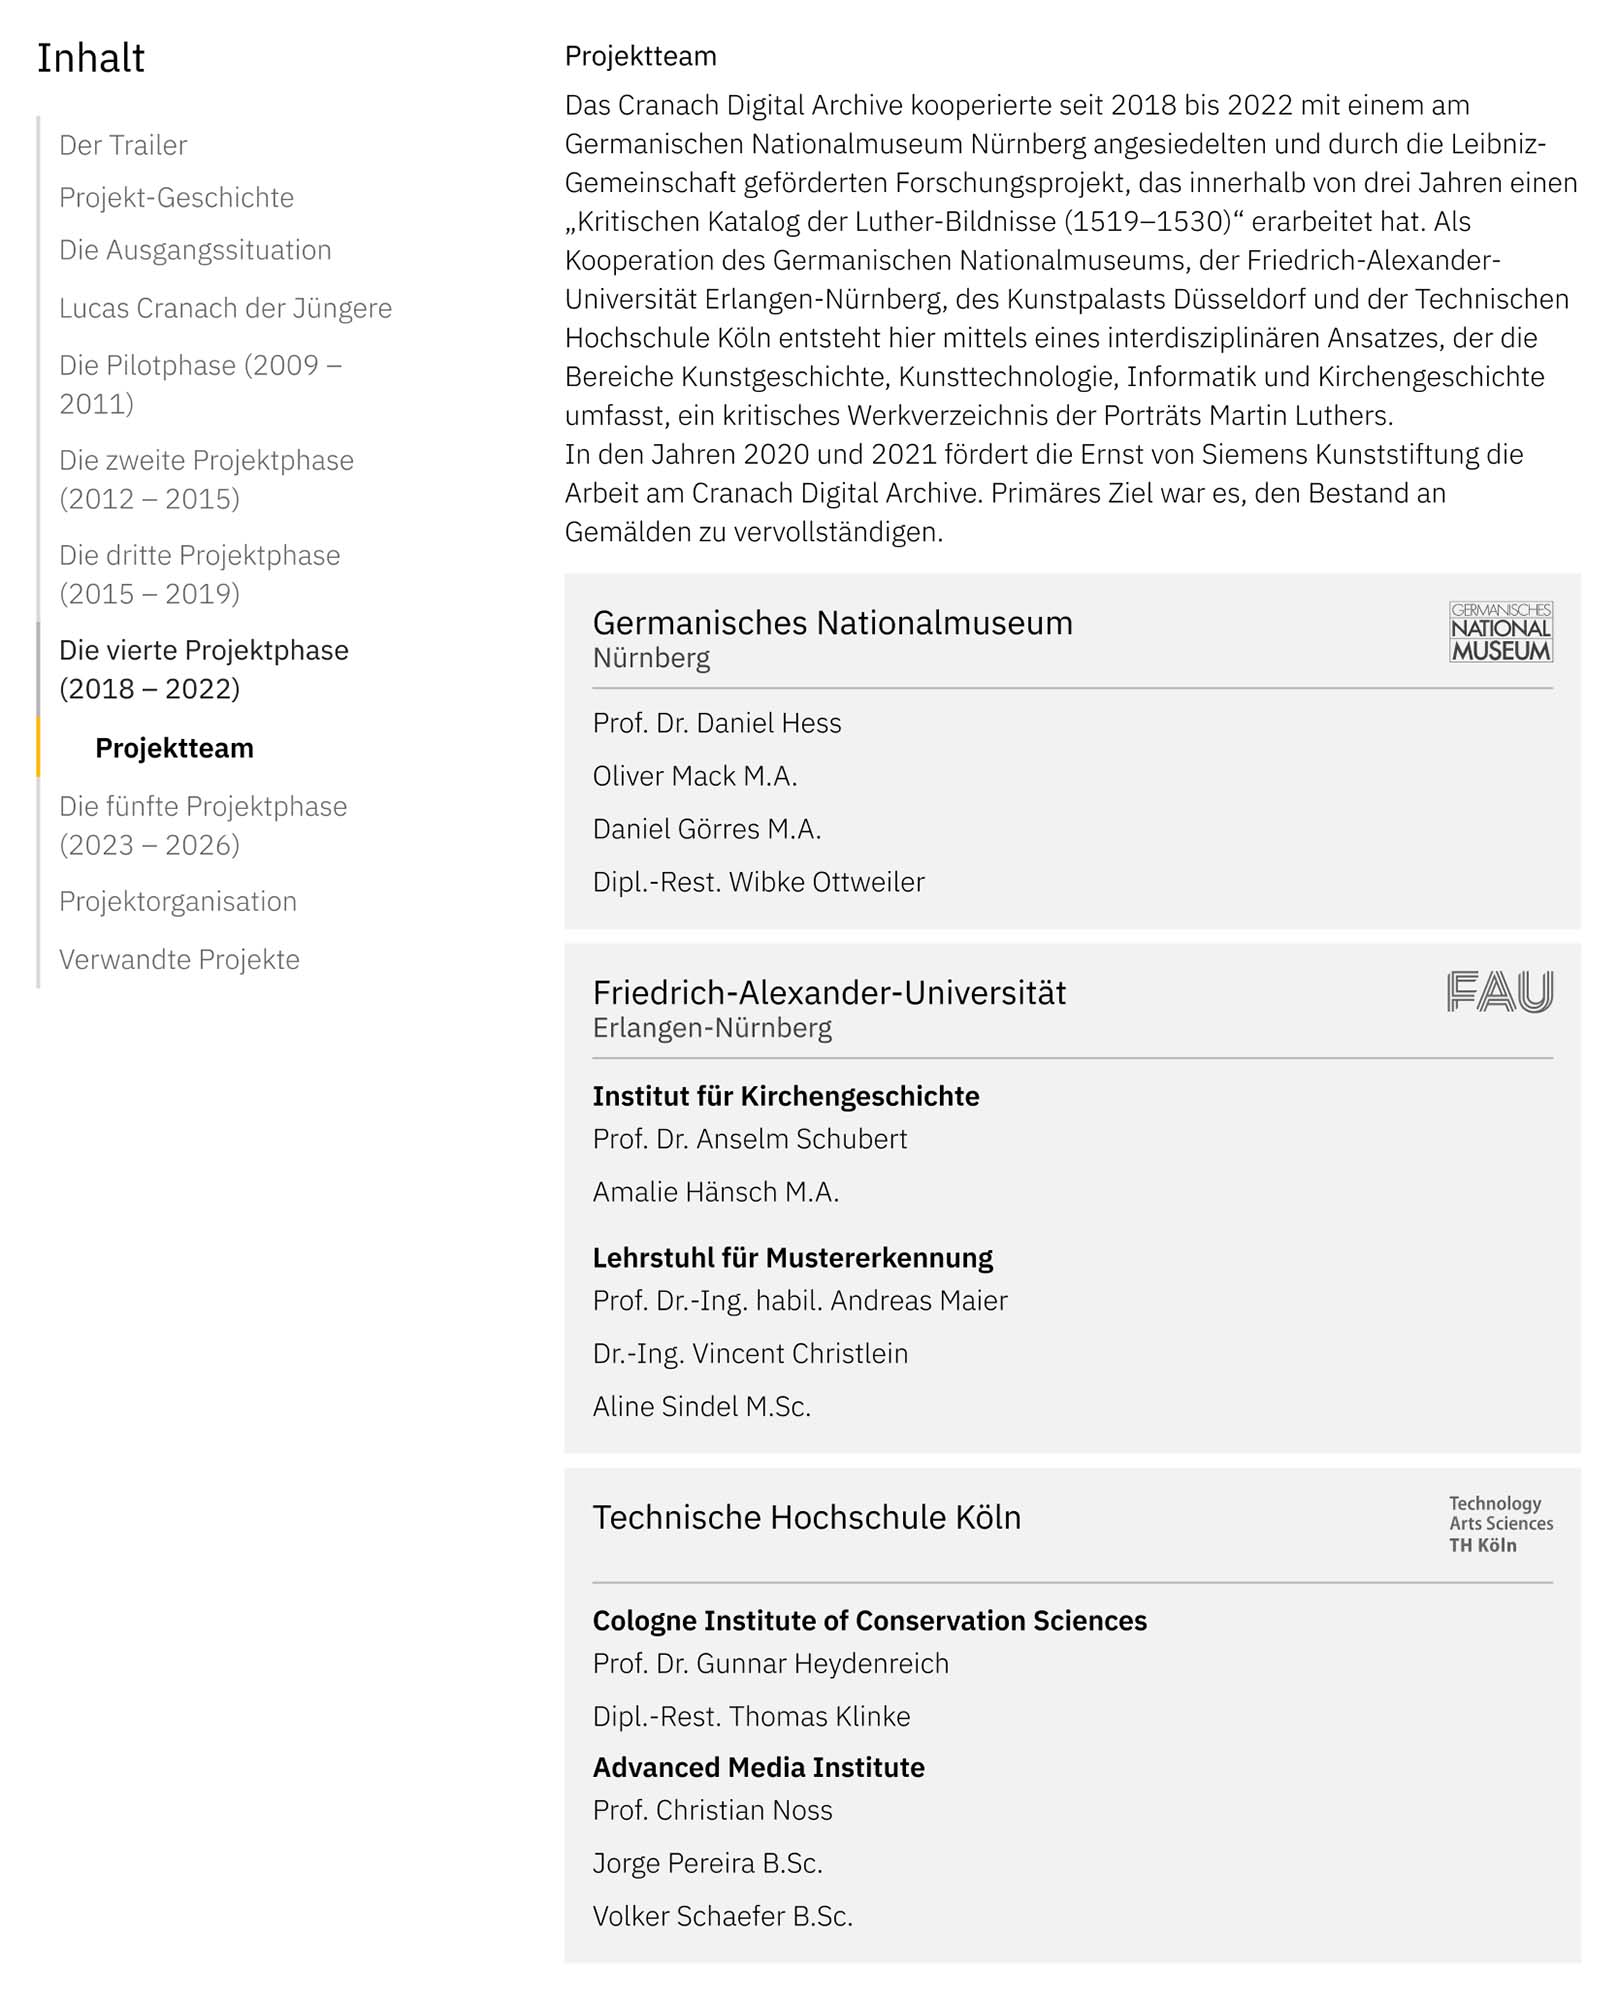 Inhalt
Der Trailer
Projekt-Geschichte
Die Ausgangssituation
Lucas Cranach der Jüngere
Die Pilotphase (2009 –
2011)
Die zweite Projektphase
(2012 – 2015)
Die dritte Projektphase
(2015 – 2019)
Die vierte Projektphase
(2018 – 2022)
Projektteam
Die fünfte Projektphase
(2023 – 2026)
Projektorganisation
Verwandte Projekte
Projektteam
Das Cranach Digital Archive kooperierte seit 2018 bis 2022 mit einem am
Germanischen Nationalmuseum Nürnberg angesiedelten und durch die Leibniz-
Gemeinschaft geförderten Forschungsprojekt, das innerhalb von drei Jahren einen
„Kritischen Katalog der Luther-Bildnisse (1519–1530)“ erarbeitet hat. Als
Kooperation des Germanischen Nationalmuseums, der Friedrich-Alexander-
Universität Erlangen-Nürnberg, des Kunstpalasts Düsseldorf und der Technischen
Hochschule Köln entsteht hier mittels eines interdisziplinären Ansatzes, der die
Bereiche Kunstgeschichte, Kunsttechnologie, Informatik und Kirchengeschichte
umfasst, ein kritisches Werkverzeichnis der Porträts Martin Luthers.
In den Jahren 2020 und 2021 fördert die Ernst von Siemens Kunststiftung die
Arbeit am Cranach Digital Archive. Primäres Ziel war es, den Bestand an
Gemälden zu vervollständigen.
Germanisches Nationalmuseum
Nürnberg
GERMANISCHES
NATIONAL
MUSEUM
Prof. Dr. Daniel Hess
Oliver Mack M.A.
Daniel Görres M.A.
Dipl.-Rest. Wibke Ottweiler
Friedrich-Alexander-Universität
Erlangen-Nürnberg
FAU
Institut für Kirchengeschichte
Prof. Dr. Anselm Schubert
Amalie Hänsch M.A.
Lehrstuhl für Mustererkennung
Prof. Dr.-Ing. habil. Andreas Maier
Dr.-Ing. Vincent Christlein
Aline Sindel M.Sc.
Technische Hochschule Köln
Technology
Arts Sciences
TH Köln
Cologne Institute of Conservation Sciences
Prof. Dr. Gunnar Heydenreich
Dipl.-Rest. Thomas Klinke
Advanced Media Institute
Prof. Christian Noss
Jorge Pereira B.Sc.
Volker Schaefer B.Sc.